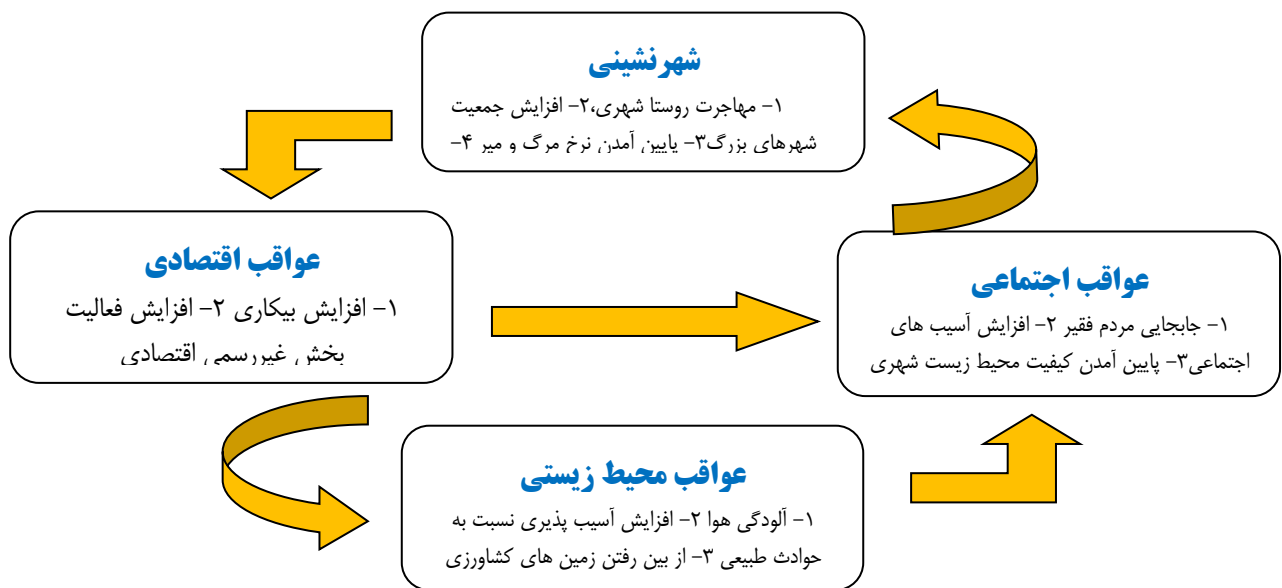 شهرنشینی
۱- مهاجرت روستا شهری،۲- افزایش جمعیت
شهرهای بزرگ۳- پایین آمدن نرخ مرگ و میر ۴-
عواقب اقتصادی
۱- افزایش بیکاری ۲- افزایش فعالیت
بخش غیررسمی اقتصادی
عواقب اجتماعی
۱- جابجایی مردم فقیر ۲- افزایش آسیب های
اجتماعی۳- پایین آمدن کیفیت محیط زیست شهری
عواقب محیط زیستی
۱- آلودگی هوا ۲- افزایش آسیب پذیری نسبت به
حوادث طبیعی ۳- از بین رفتن زمین های کشاورزی